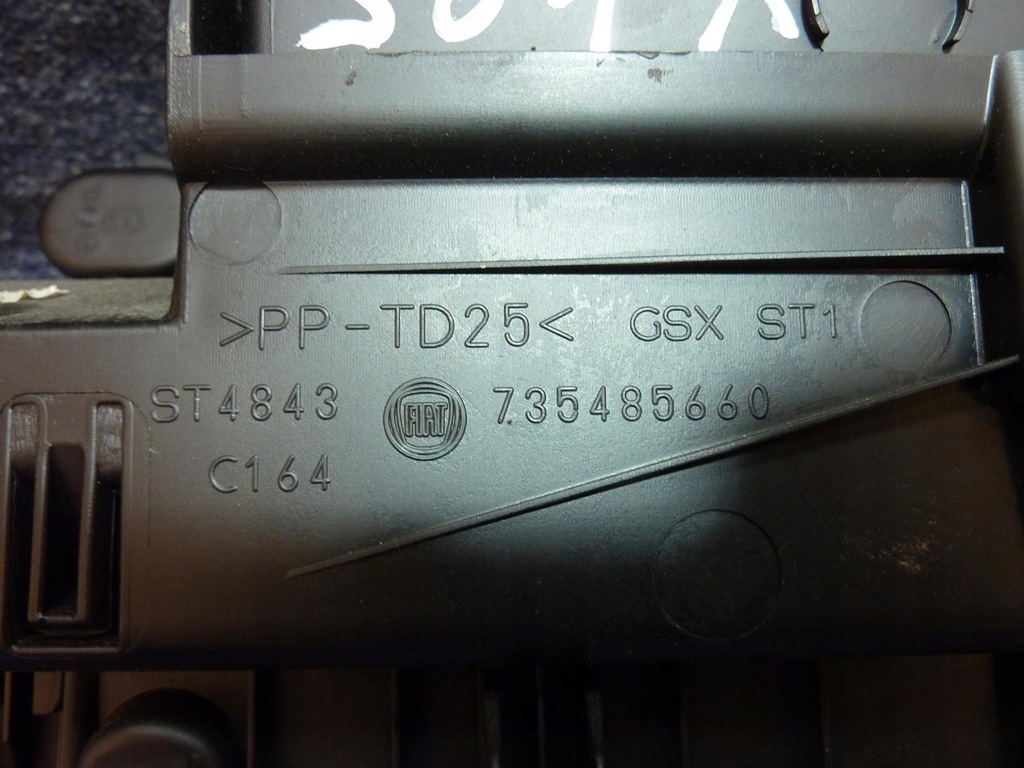 >PP-TD25< GSX ST1
ST4843 FIAT 735485660
C164